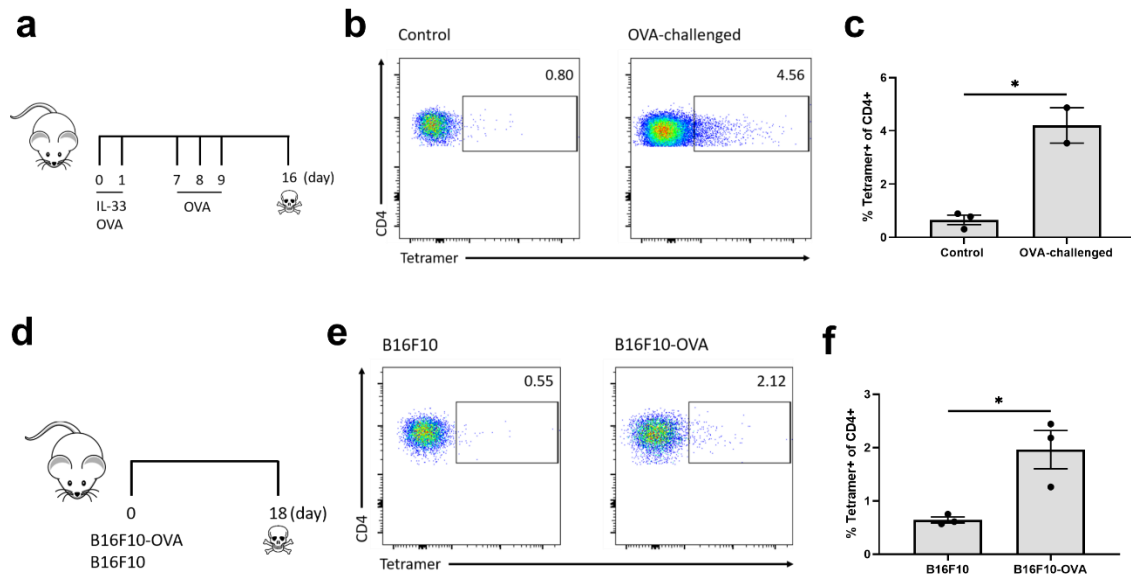 a
0 1 7 8 9 16 (day)
IL-33 OVA
OVA
b
Control OVA-challenged
0.80 4.56
CD4
Tetramer
c
% Tetramer+ of CD4+
6
4
2
0
*
Control OVA-challenged
d
0 18 (day)
B16F10-OVA
B16F10
e
B16F10 B16F10-OVA
0.55 2.12
CD4
Tetramer
f
% Tetramer+ of CD4+
3
2
1
0
*
B16F10 B16F10-OVA